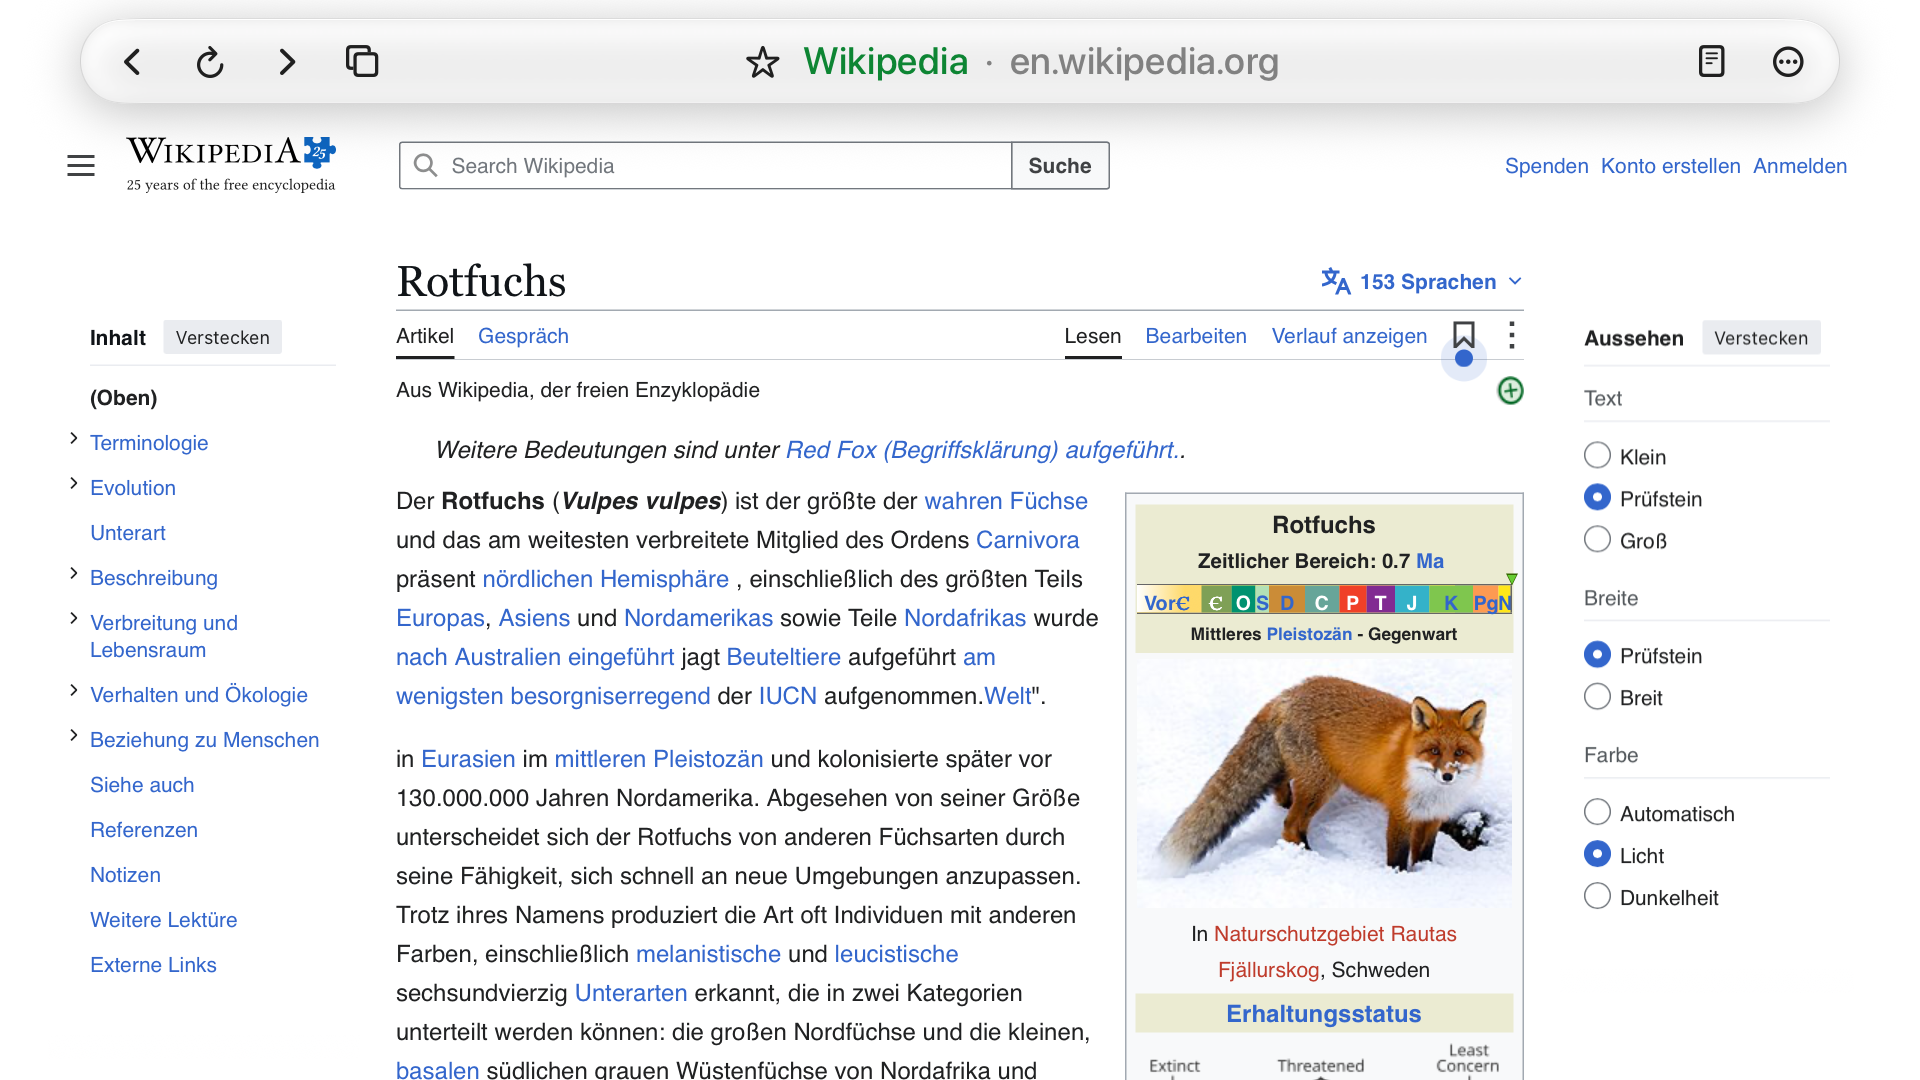 Wikipedia · en.wikipedia.org
WIKIPEDIA 25
25 years of the free encyclopedia
Search Wikipedia
Suche
Spenden Konto erstellen Anmelden
Rotfuchs
153 Sprachen
Artikel Gespräch
Lesen Bearbeiten Verlauf anzeigen
Aus Wikipedia, der freien Enzyklopädie
Inhalt Verstecken
(Oben)
Terminologie
Evolution
Unterart
Beschreibung
Verbreitung und
Lebensraum
Verhalten und Ökologie
Beziehung zu Menschen
Siehe auch
Referenzen
Notizen
Weitere Lektüre
Externe Links
Weitere Bedeutungen sind unter Red Fox (Begriffsklärung) aufgeführt..
Der Rotfuchs (Vulpes vulpes) ist der größte der wahren Füchse
und das am weitesten verbreitete Mitglied des Ordens Carnivora
präsent nördlichen Hemisphäre , einschließlich des größten Teils
Europas, Asiens und Nordamerikas sowie Teile Nordafrikas wurde
nach Australien eingeführt jagt Beuteltiere aufgeführt am
wenigsten besorgniserregend der IUCN aufgenommen.Welt".
in Eurasien im mittleren Pleistozän und kolonisierte später vor
130.000.000 Jahren Nordamerika. Abgesehen von seiner Größe
unterscheidet sich der Rotfuchs von anderen Füchsarten durch
seine Fähigkeit, sich schnell an neue Umgebungen anzupassen.
Trotz ihres Namens produziert die Art oft Individuen mit anderen
Farben, einschließlich melanistische und leucistische
sechsundvierzig Unterarten erkannt, die in zwei Kategorien
unterteilt werden können: die großen Nordfüchse und die kleinen,
basalen südlichen grauen Wüstenfüchse von Nordafrika und
Rotfuchs
Zeitlicher Bereich: 0.7 Ma
VorЄ Є O S D C P T J K PgN
Mittleres Pleistozän - Gegenwart
In Naturschutzgebiet Rautas
Fjällurskog, Schweden
Erhaltungsstatus
Extinct Threatened Least
Concern
Aussehen Verstecken
Text
Klein
Prüfstein
Groß
Breite
Prüfstein
Breit
Farbe
Automatisch
Licht
Dunkelheit